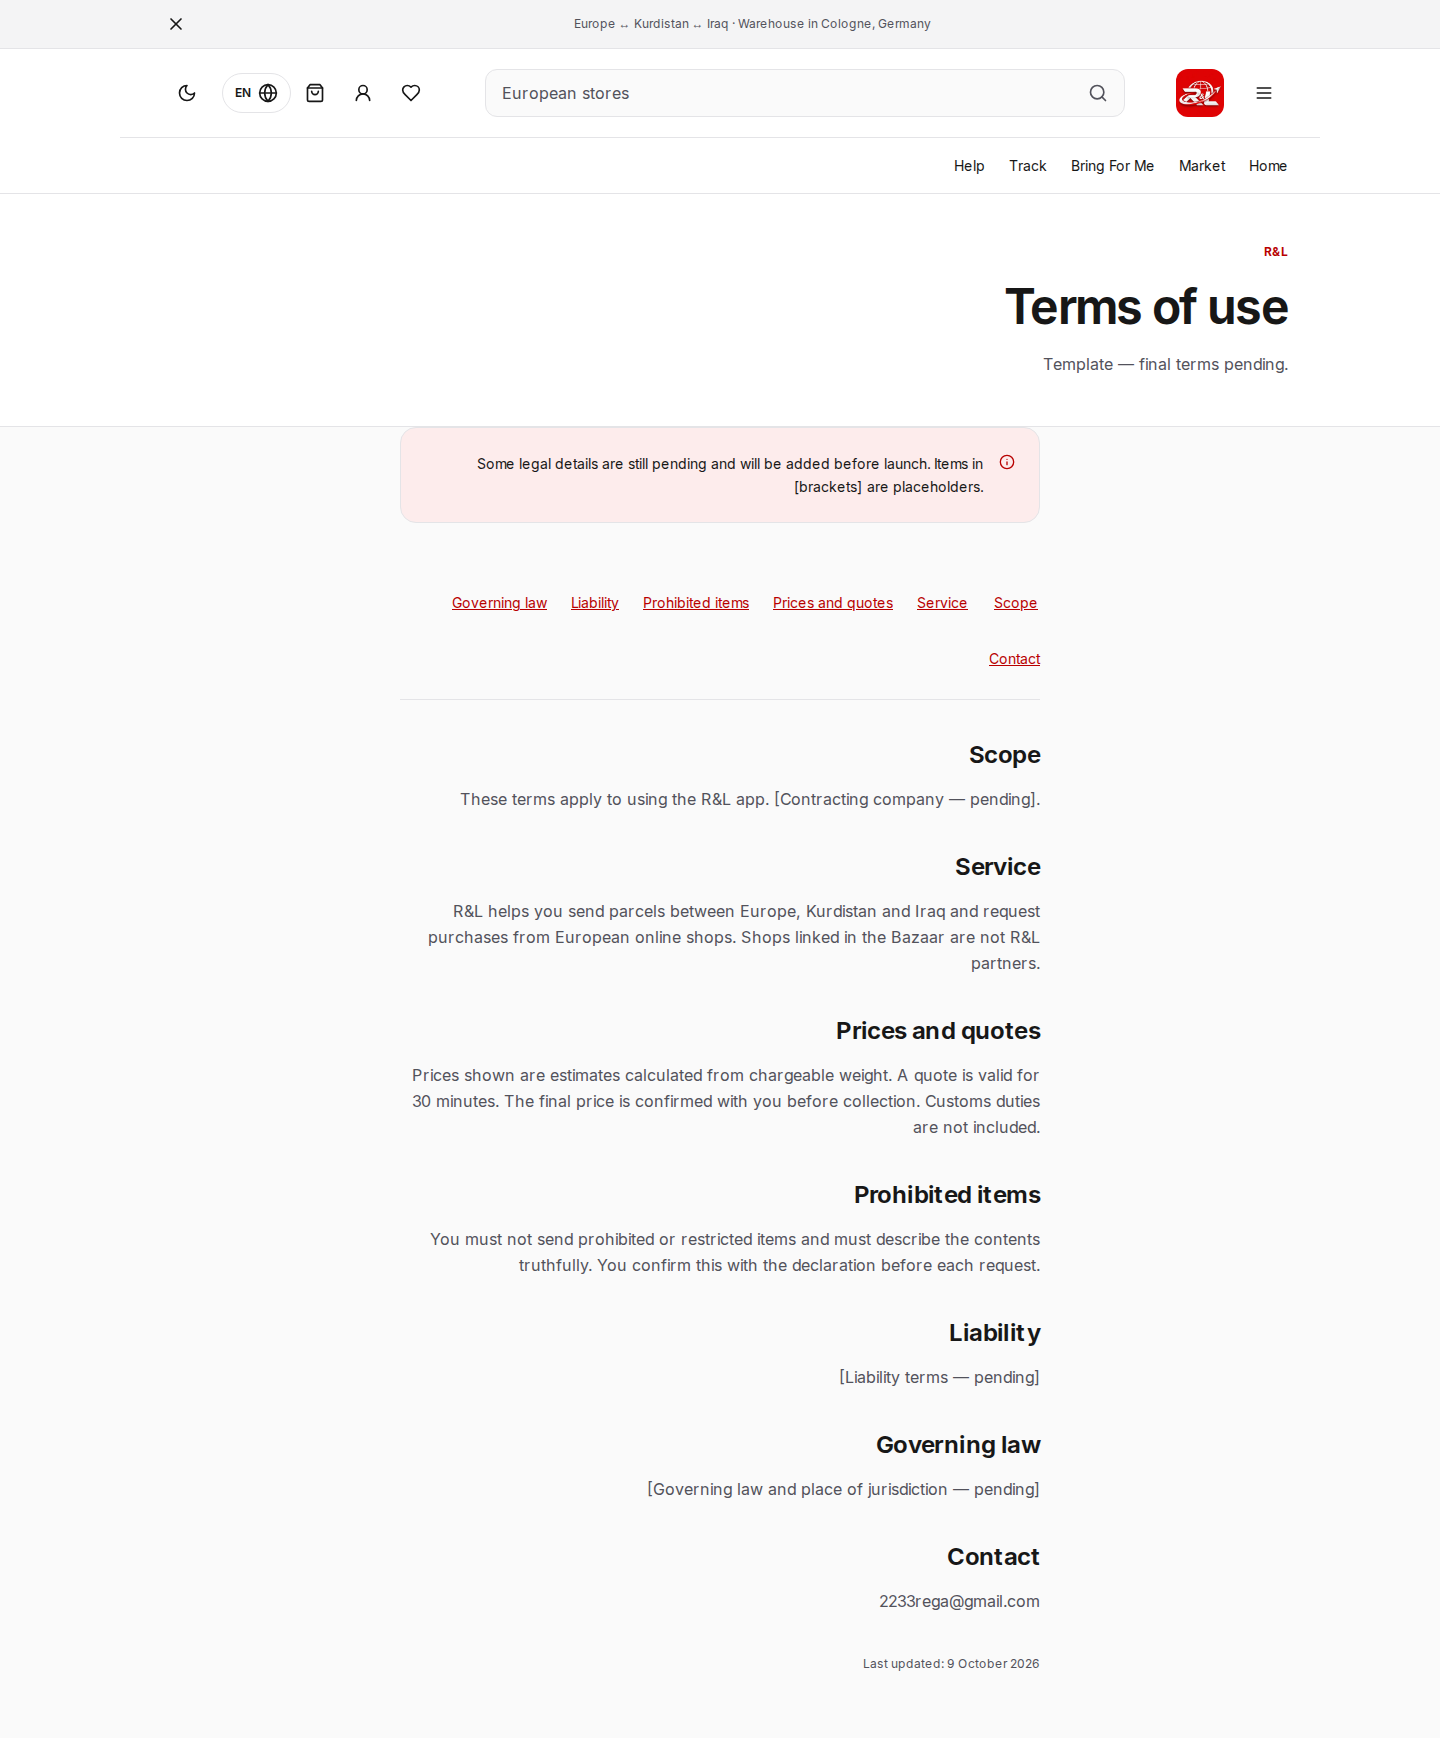 Europe ↔ Kurdistan ↔ Iraq · Warehouse in Cologne, Germany
EN
European stores
R&L
Help Track Bring For Me Market Home
R&L
Terms of use
Template — final terms pending.
Some legal details are still pending and will be added before launch. Items in
[brackets] are placeholders.
Governing law Liability Prohibited items Prices and quotes Service Scope
Contact
Scope
These terms apply to using the R&L app. [Contracting company — pending].
Service
R&L helps you send parcels between Europe, Kurdistan and Iraq and request
purchases from European online shops. Shops linked in the Bazaar are not R&L
partners.
Prices and quotes
Prices shown are estimates calculated from chargeable weight. A quote is valid for
30 minutes. The final price is confirmed with you before collection. Customs duties
are not included.
Prohibited items
You must not send prohibited or restricted items and must describe the contents
truthfully. You confirm this with the declaration before each request.
Liability
[Liability terms — pending]
Governing law
[Governing law and place of jurisdiction — pending]
Contact
2233rega@gmail.com
Last updated: 9 October 2026